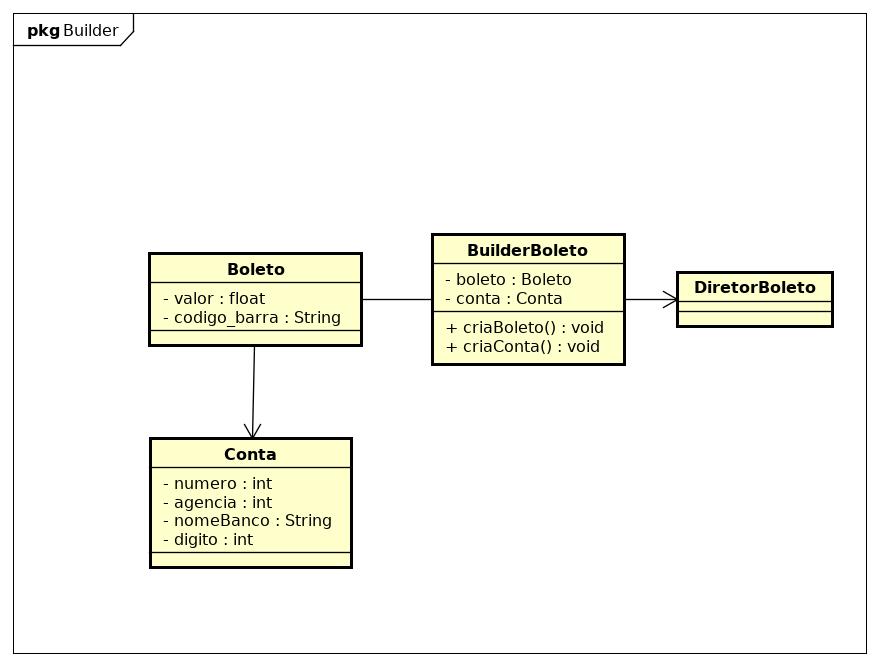 pkg Builder
Boleto
- valor : float
- codigo_barra : String
BuilderBoleto
- boleto : Boleto
- conta : Conta
+ criaBoleto() : void
+ criaConta() : void
DiretorBoleto
Conta
- numero : int
- agencia : int
- nomeBanco : String
- digito : int